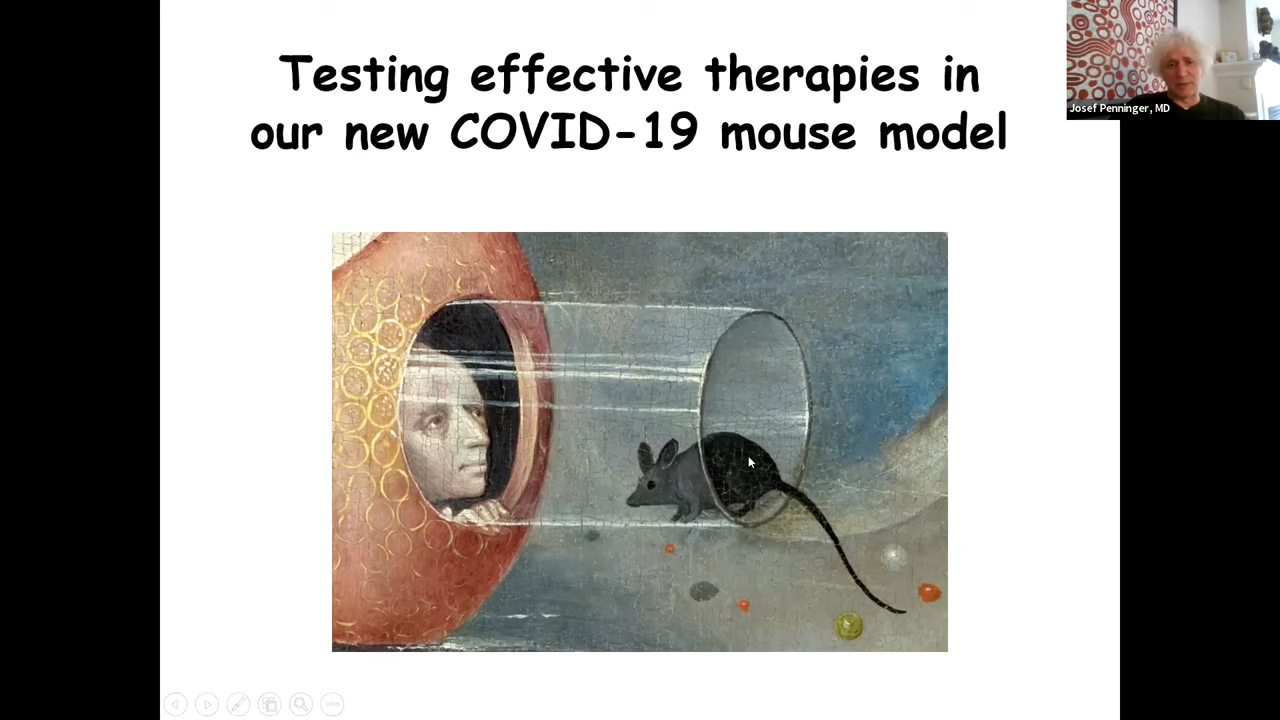 Testing effective therapies in
our new COVID-19 mouse model
Josef Penninger, MD